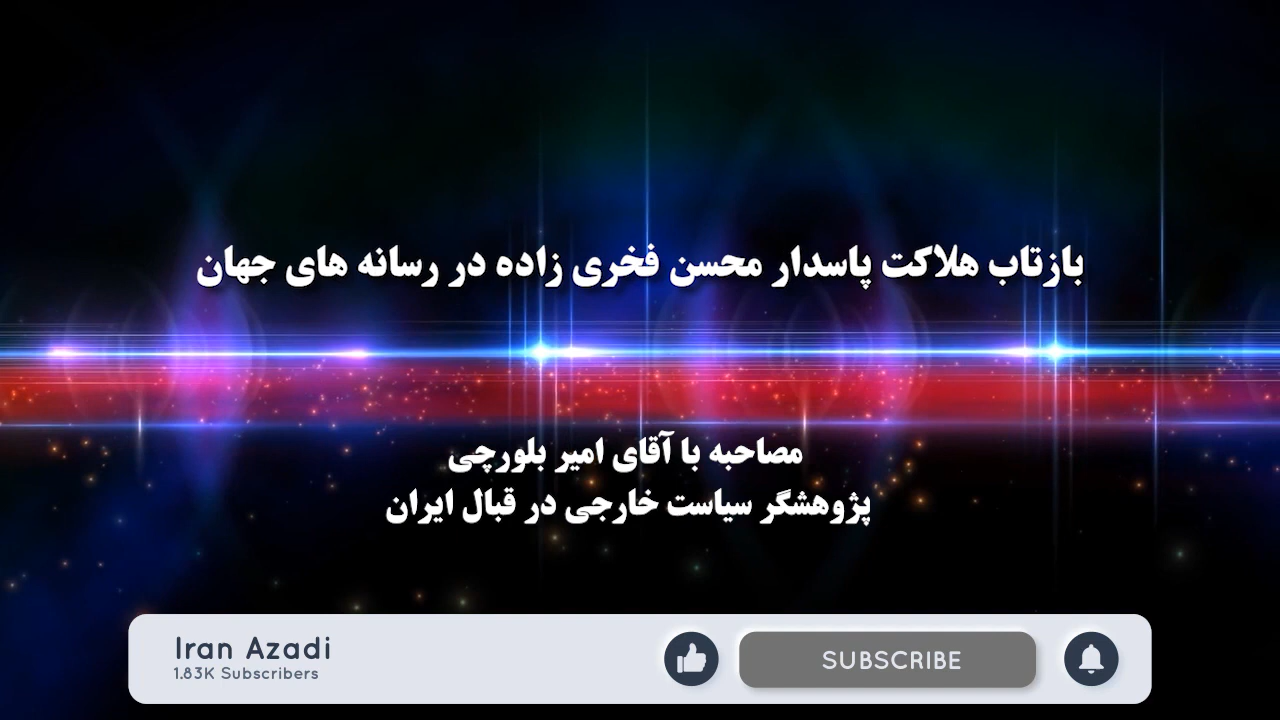 بازتاب هلاکت پاسدار محسن فخری زاده در رسانه های جهان
مصاحبه با آقای امیر بلورچی
پژوهشگر سیاست خارجی در قبال ایران
Iran Azadi
1.83K Subscribers
SUBSCRIBE